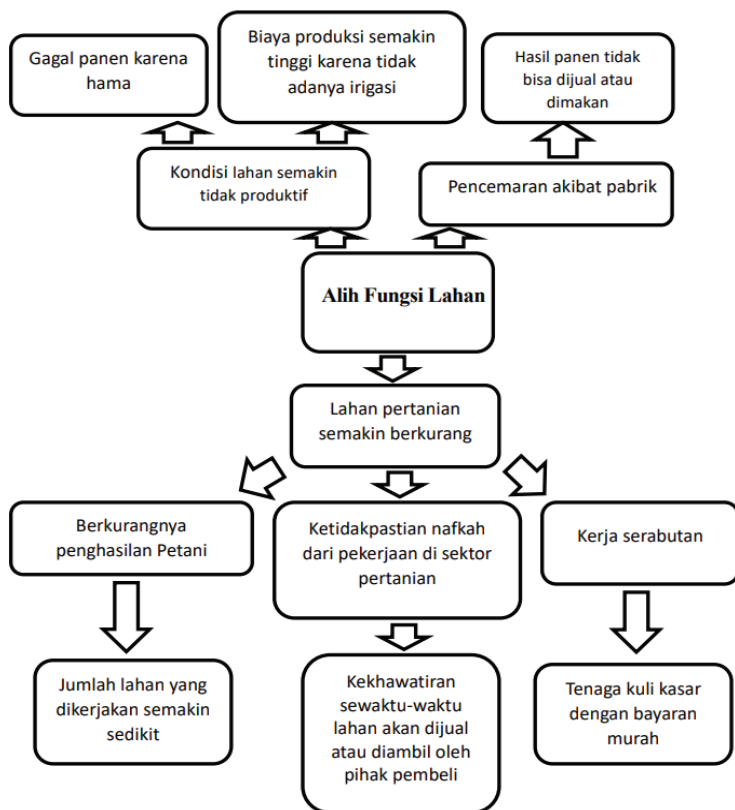 Gagal panen karena
hama
Biaya produksi semakin
tinggi karena tidak
adanya irigasi
Hasil panen tidak
bisa dijual atau
dimakan
Kondisi lahan semakin
tidak produktif
Pencemaran akibat pabrik
Alih Fungsi Lahan
Lahan pertanian
semakin berkurang
Berkurangnya
penghasilan Petani
Ketidakpastian nafkah
dari pekerjaan di sektor
pertanian
Kerja serabutan
Jumlah lahan yang
dikerjakan semakin
sedikit
Kekhawatiran
sewaktu-waktu
lahan akan dijual
atau diambil oleh
pihak pembeli
Tenaga kuli kasar
dengan bayaran
murah